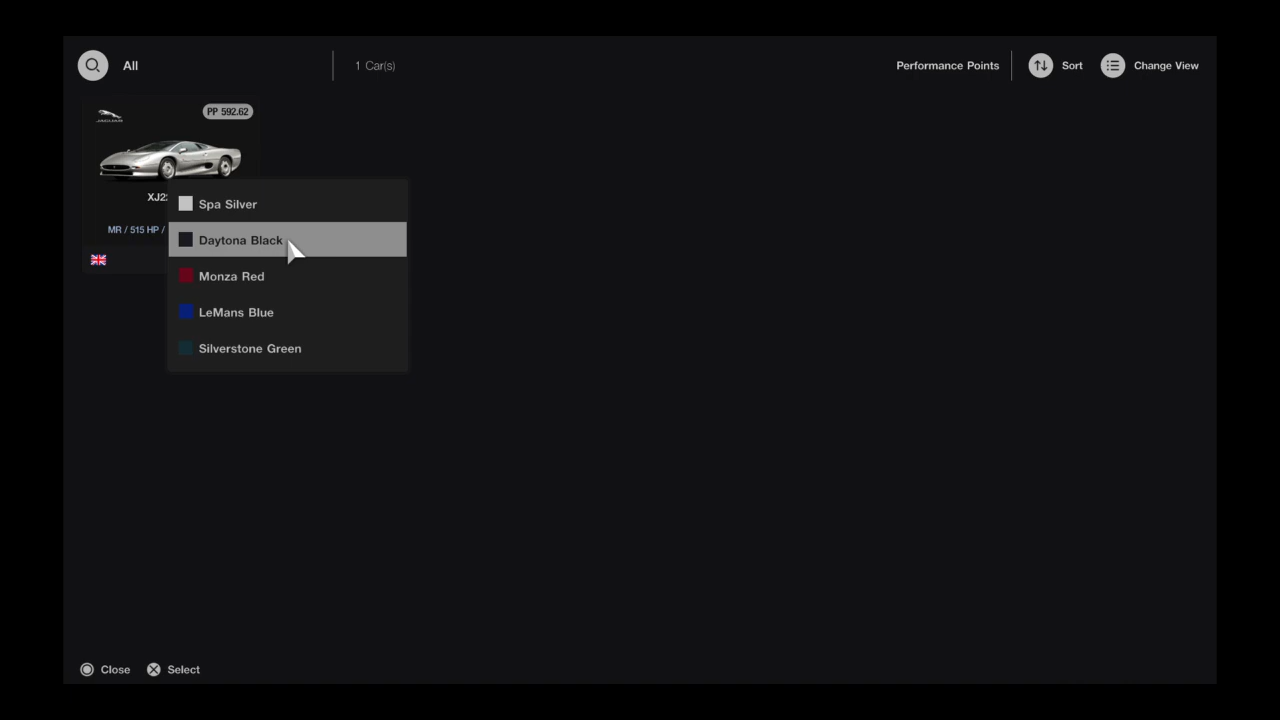 All
1 Car(s)
Performance Points
Sort
Change View
JAGUAR
PP 592.62
XJ2
MR / 515 HP /
Spa Silver
Daytona Black
Monza Red
LeMans Blue
Silverstone Green
Close
Select